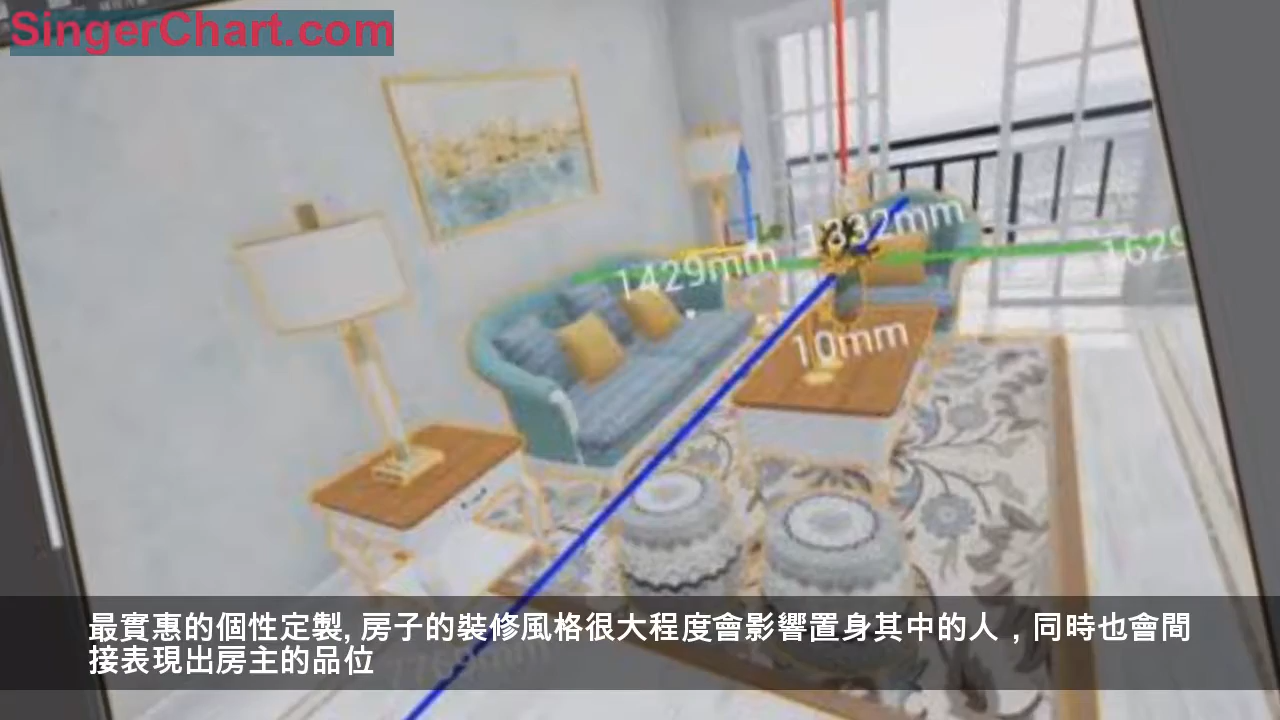 SingerChart.com
1332mm
1429mm
1629
10mm
最實惠的個性定製, 房子的裝修風格很大程度會影響置身其中的人，同時也會間
接表現出房主的品位